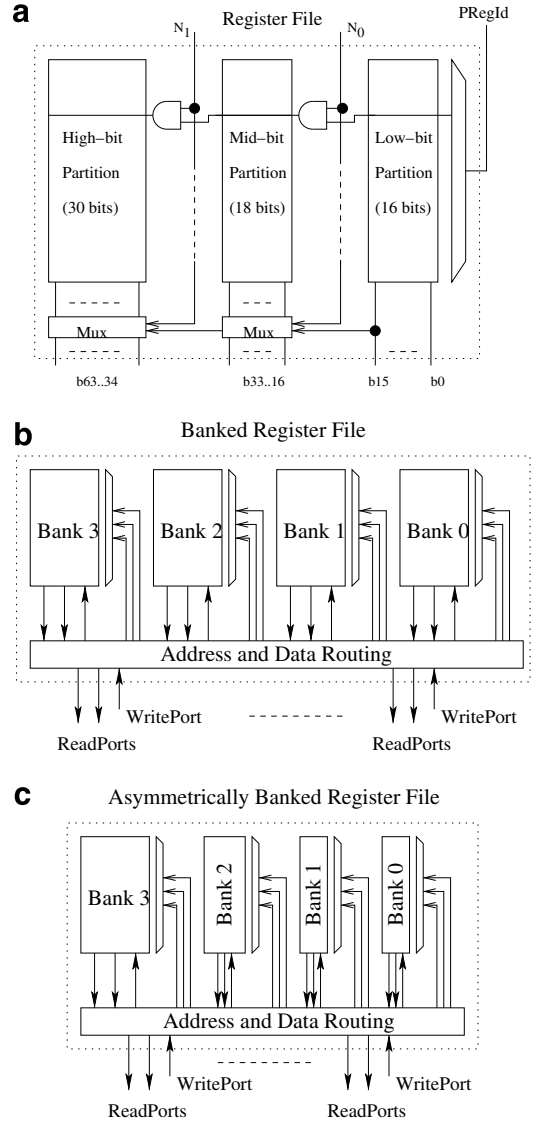 a
Register File
PRegId
N1
N0
High–bit
Partition
(30 bits)
Mid–bit
Partition
(18 bits)
Low–bit
Partition
(16 bits)
Mux
Mux
b63..34
b33..16
b15
b0
b
Banked Register File
Bank 3
Bank 2
Bank 1
Bank 0
Address and Data Routing
WritePort
WritePort
ReadPorts
ReadPorts
c
Asymmetrically Banked Register File
Bank 3
Bank 2
Bank 1
Bank 0
Address and Data Routing
WritePort
WritePort
ReadPorts
ReadPorts